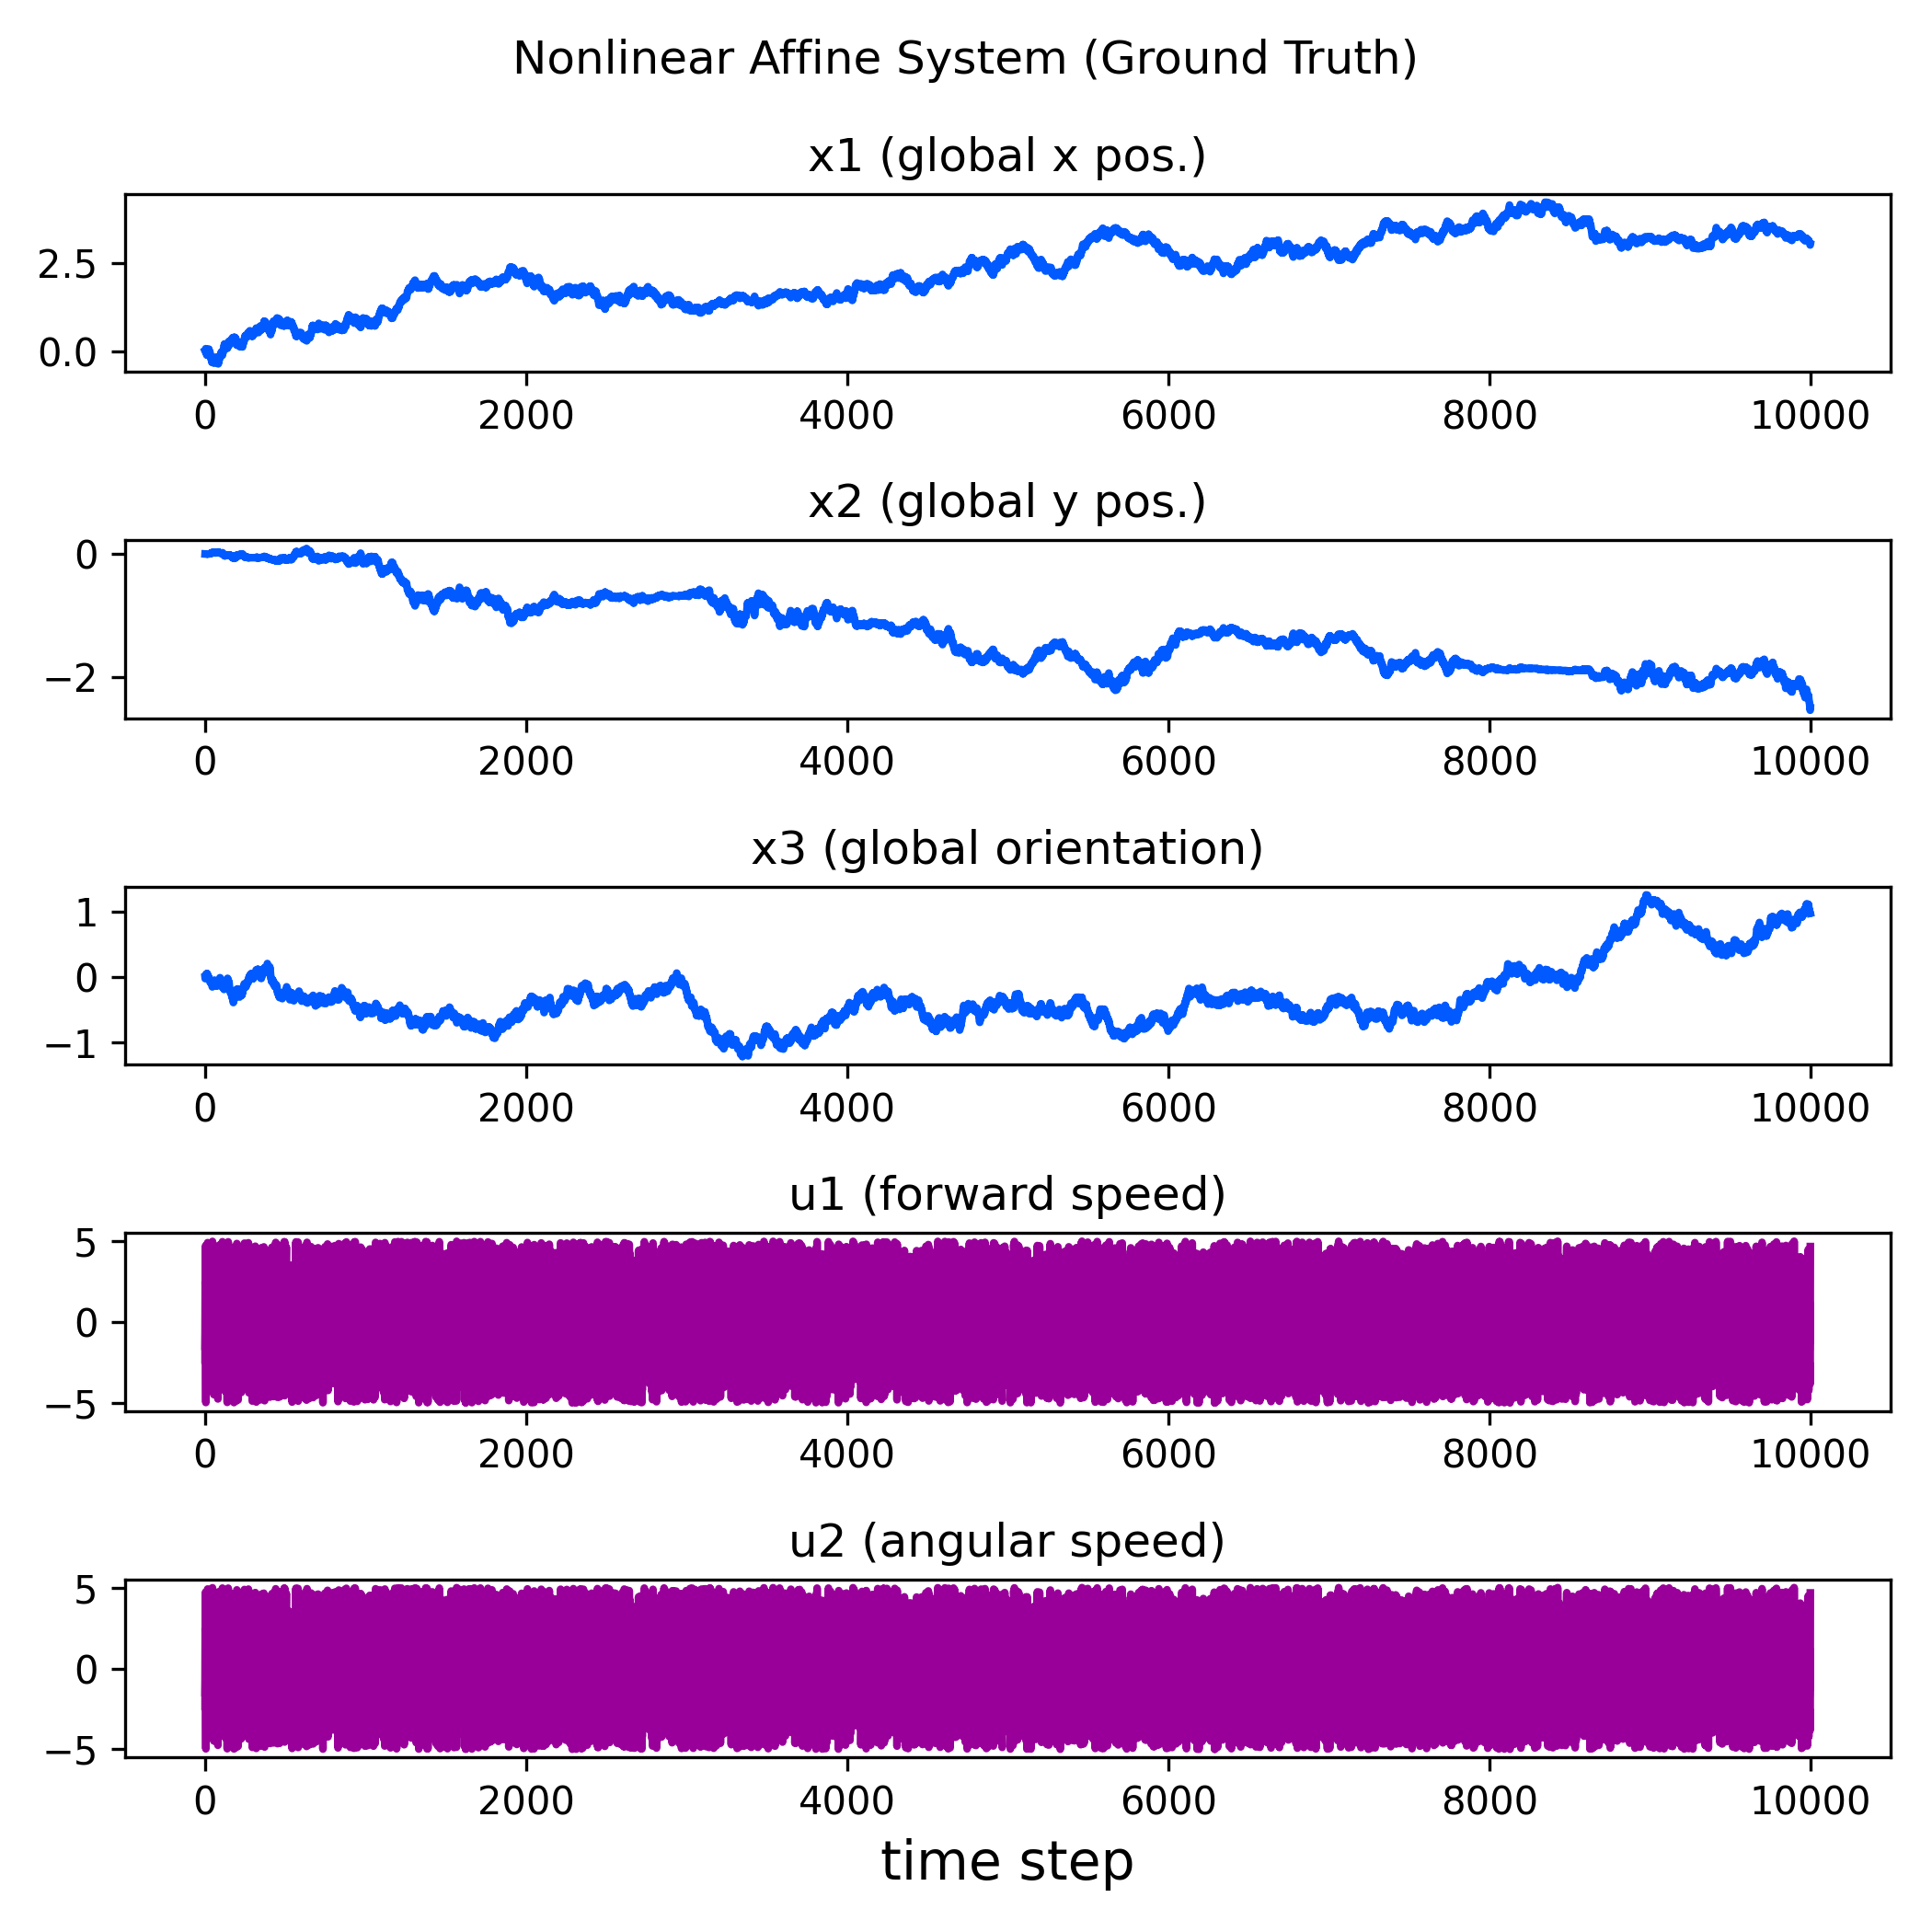 Nonlinear Affine System (Ground Truth)
x1 (global x pos.)
2.5
0.0
0 2000 4000 6000 8000 10000
x2 (global y pos.)
0
−2
0 2000 4000 6000 8000 10000
x3 (global orientation)
1
0
−1
0 2000 4000 6000 8000 10000
u1 (forward speed)
5
0
−5
0 2000 4000 6000 8000 10000
u2 (angular speed)
5
0
−5
0 2000 4000 6000 8000 10000
time step